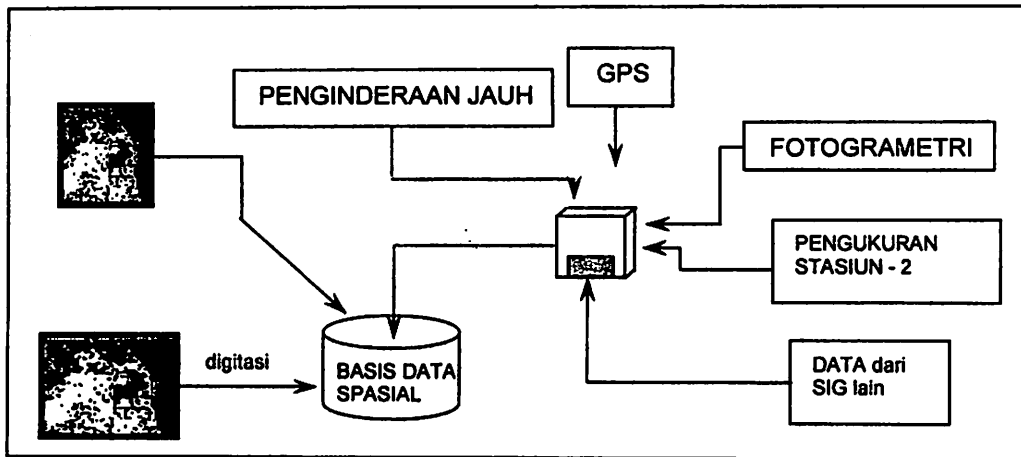 GPS
PENGINDERAAN JAUH
FOTOGRAMETRI
PENGUKURAN
STASIUN - 2
digitasi
BASIS DATA
SPASIAL
DATA dari
SIG lain